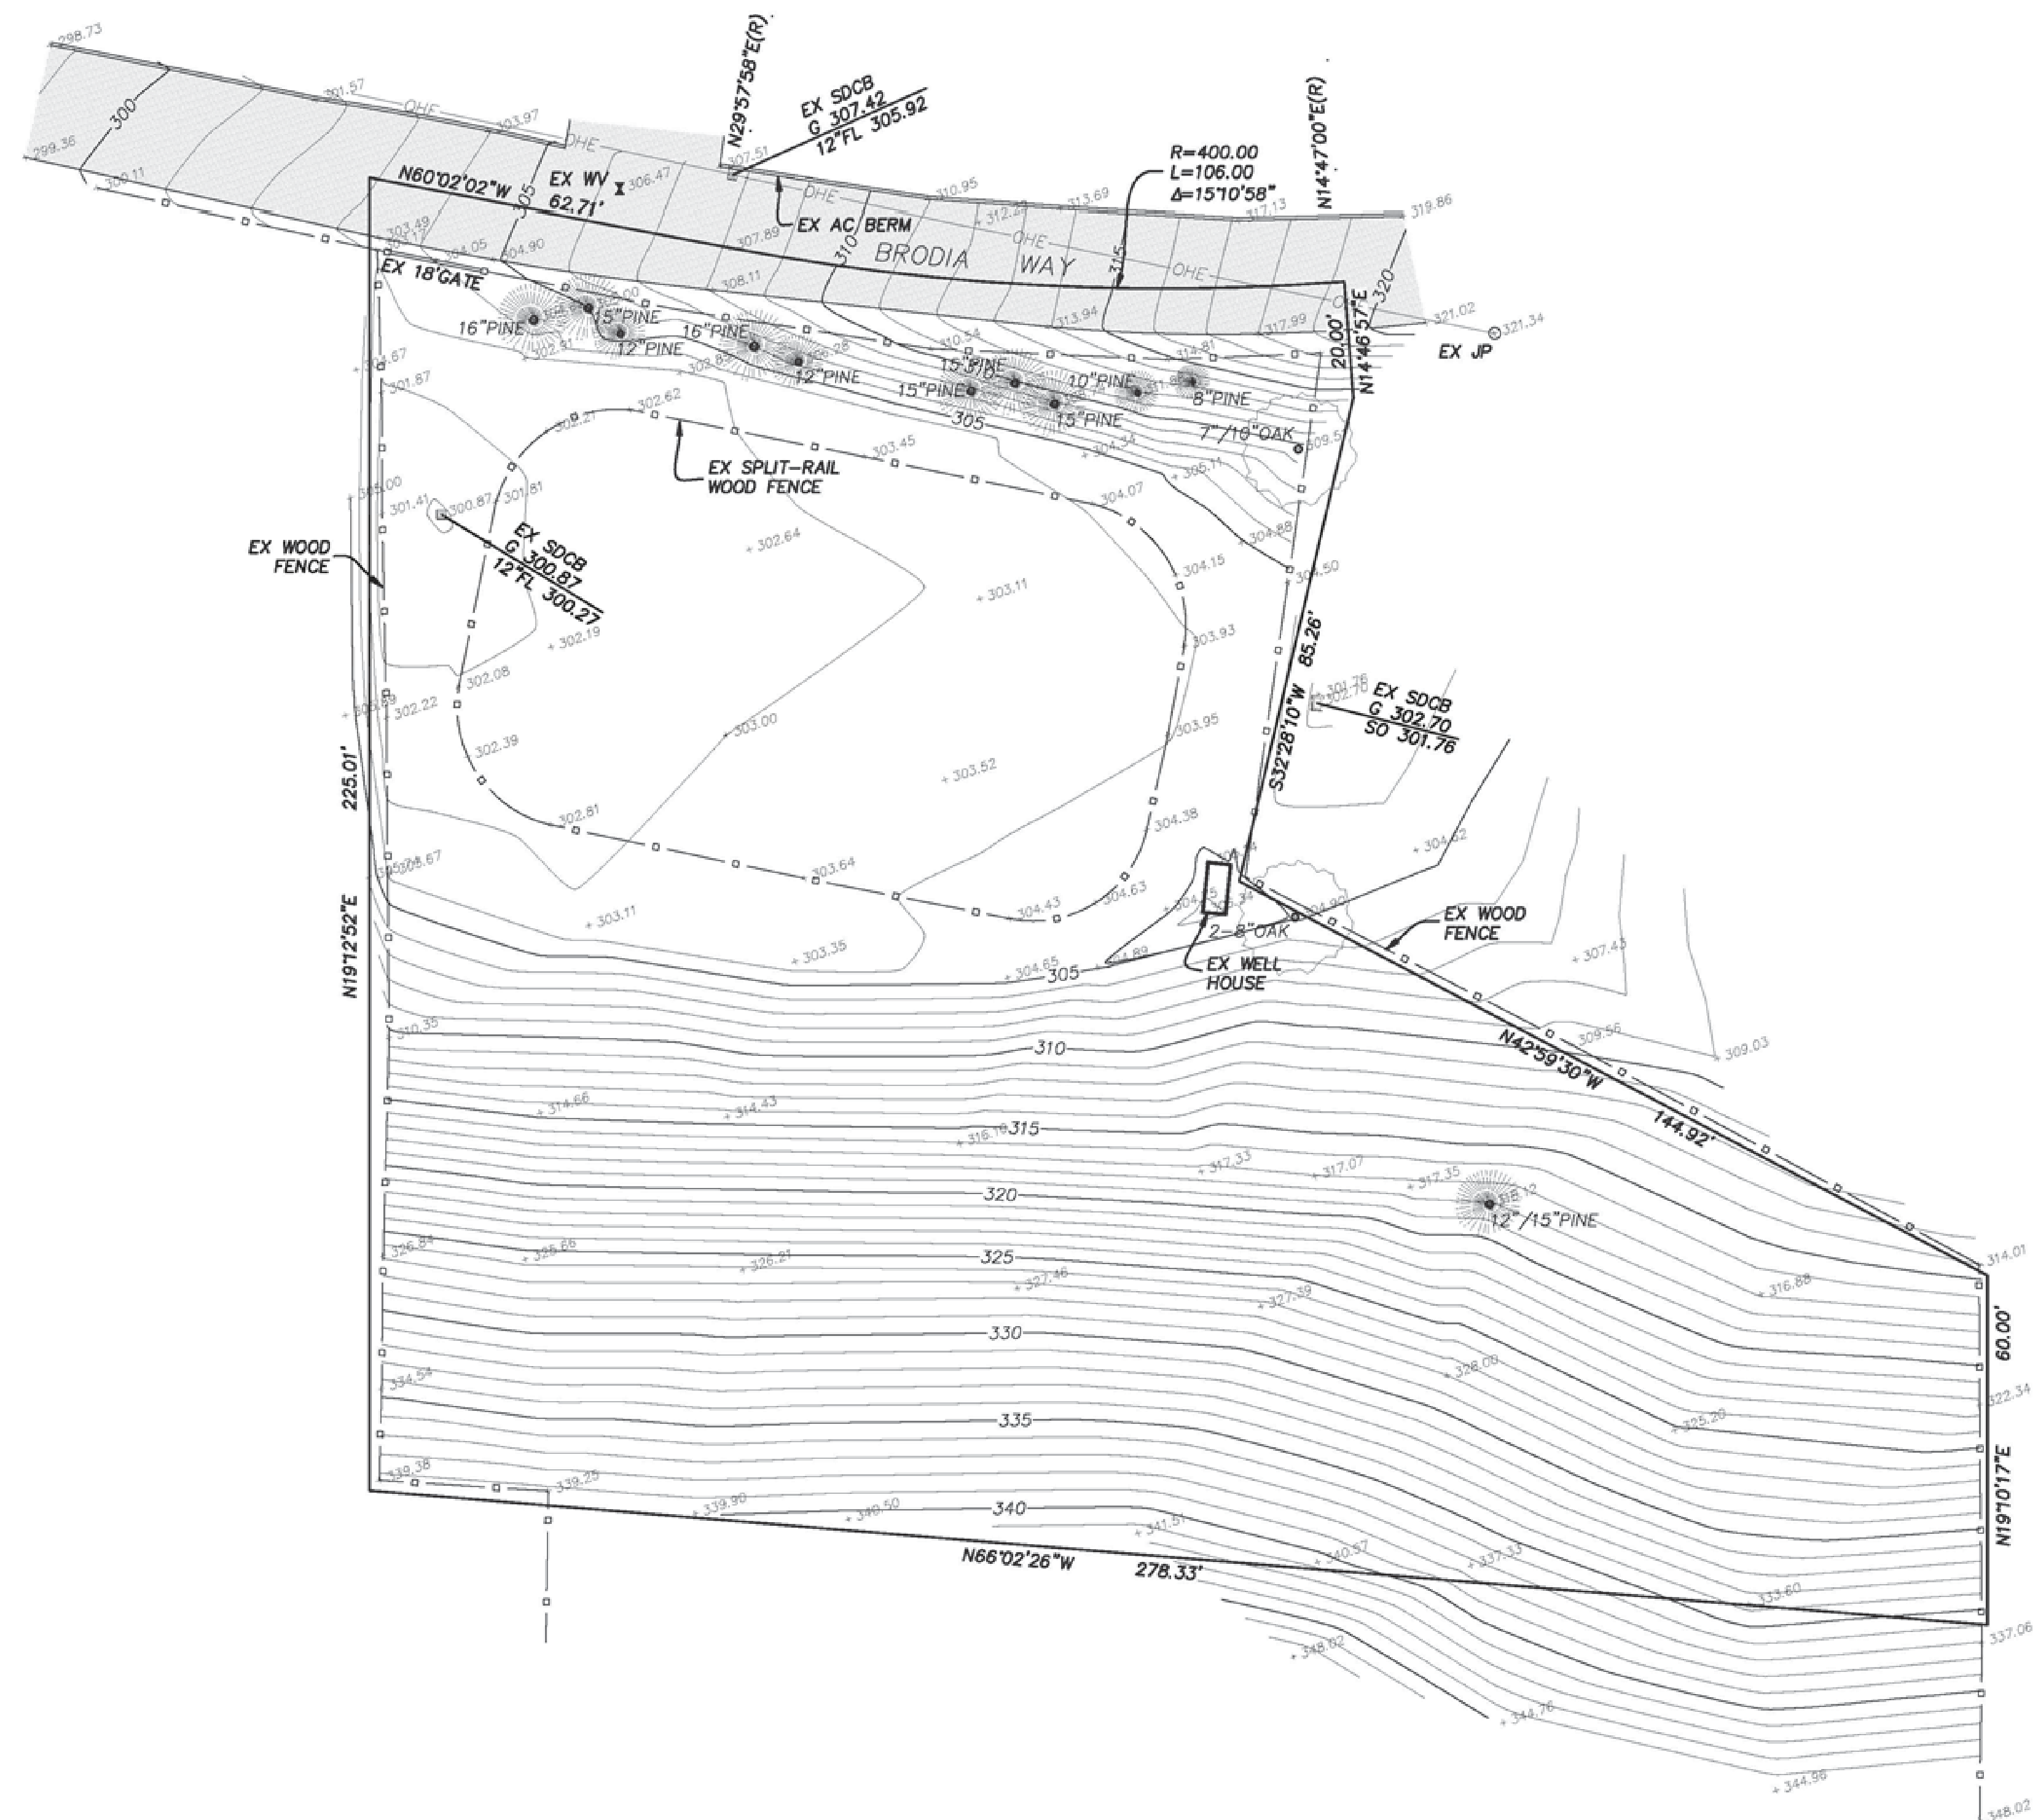 298.73
N29°57'58"E(R)
EX SDCB
G 307.42
12"FL 305.92
N14°47'00"E(R)
301.57
OHE
300
303.97
OHE
299.36
300.11
307.51
R=400.00
L=106.00
Δ=15°10'58"
N60°02'02"W
EX WV
306.47
62.71'
305
OHE
310.95
312.22
313.69
317.13
319.86
EX AC BERM
303.49
304.05
304.90
307.89
310
BRODIA WAY
OHE
315
OHE
320
EX 18'GATE
308.11
313.94
317.99
321.02
321.34
EX JP
20.00'
N14°46'57"E
16"PINE
15"PINE
12"PINE
16"PINE
12"PINE
310.54
314.81
15"PINE
15"PINE
10"PINE
8"PINE
15"PINE
302.91
301.87
302.62
302.21
305
7"/10"OAK
303.45
304.34
305.11
EX SPLIT-RAIL
WOOD FENCE
305.00
301.41
300.87
301.81
304.07
304.88
EX WOOD
FENCE
EX SDCB
G 300.87
12"FL 300.27
302.64
304.15
304.50
303.11
302.19
303.93
S32°28'10"W 85.26'
302.08
302.22
301.76
302.70
EX SDCB
G 302.70
SO 301.76
303.00
303.95
302.39
303.52
225.01'
302.81
304.38
304.62
303.64
304.63
304.43
304.90
303.11
303.35
304.65
304.89
2-8"OAK
EX WOOD
FENCE
305
EX WELL
HOUSE
307.43
N19°12'52"E
310.35
310
309.56
309.03
N42°59'30"W
144.92'
314.66
314.43
316.10
315
317.33
317.07
317.35
12"/15"PINE
320
326.84
325.66
326.21
325
327.46
327.39
314.01
316.88
330
60.00'
328.00
322.34
334.54
335
325.20
N19°10'17"E
339.38
339.25
339.90
340.50
340
341.51
340.57
337.33
333.60
N66°02'26"W
278.33'
337.06
348.02
344.76
344.96
348.02